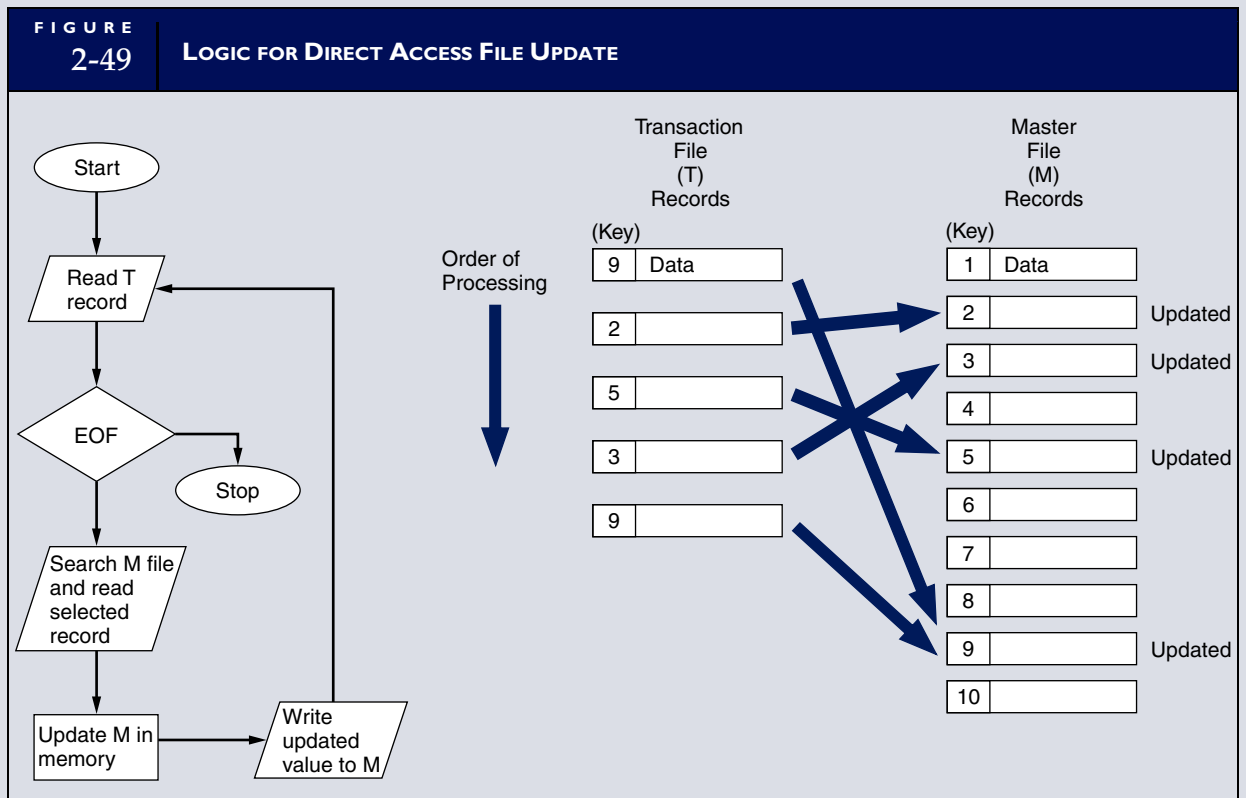 FIGURE
2-49
LOGIC FOR DIRECT ACCESS FILE UPDATE
Start
Read T
record
EOF
Stop
Search M file
and read
selected
record
Update M in
memory
Write
updated
value to M
Order of
Processing
Transaction
File
(T)
Records
(Key)
9 Data
2
5
3
9
Master
File
(M)
Records
(Key)
1 Data
2 Updated
3 Updated
4
5 Updated
6
7
8
9 Updated
10